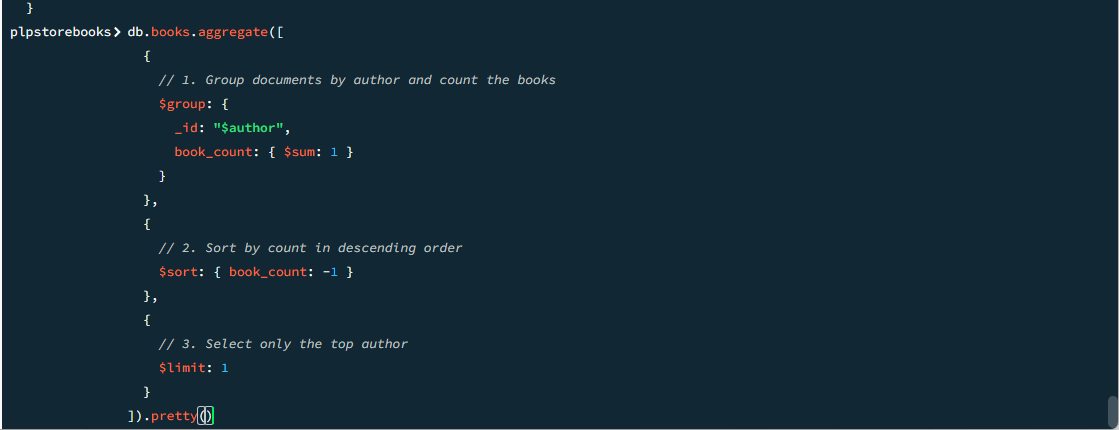 }
plpstorebooks> db.books.aggregate([
{
// 1. Group documents by author and count the books
$group: {
_id: "$author",
book_count: { $sum: 1 }
}
},
{
// 2. Sort by count in descending order
$sort: { book_count: -1 }
},
{
// 3. Select only the top author
$limit: 1
}
]).pretty()